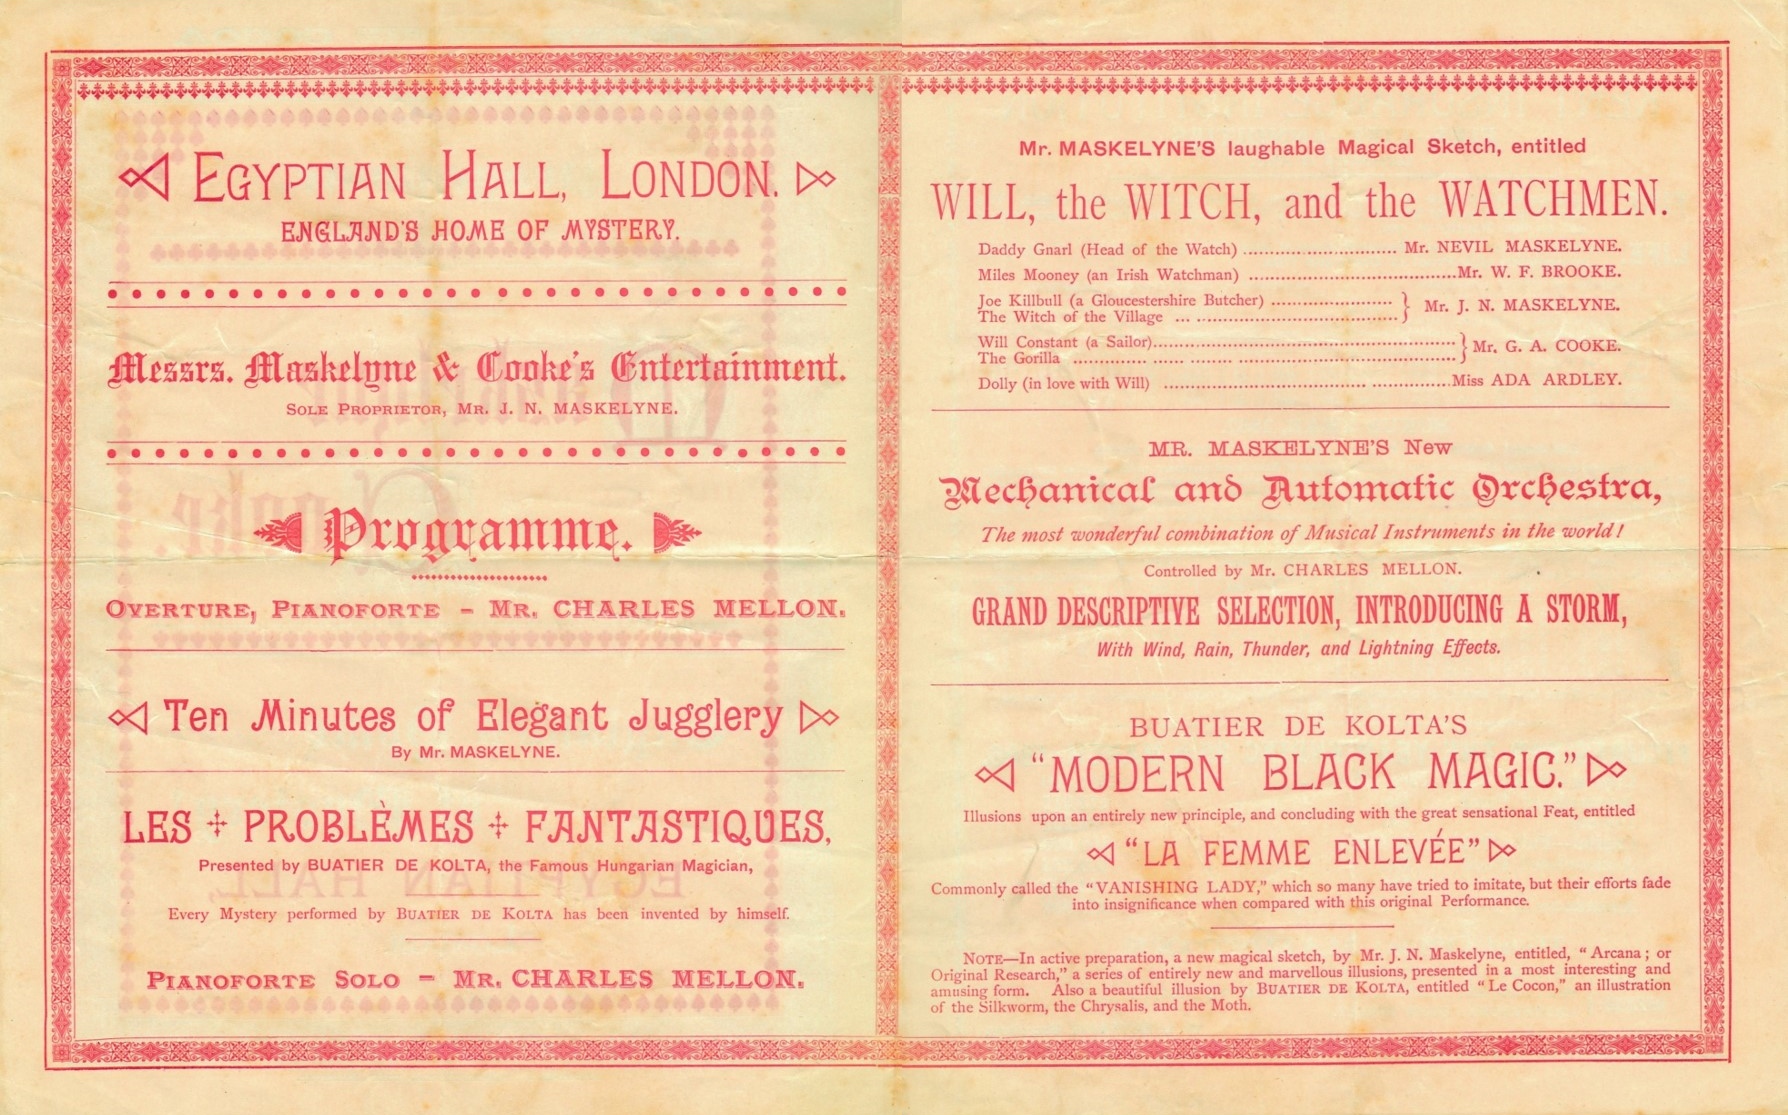 EGYPTIAN HALL, LONDON.
ENGLAND'S HOME OF MYSTERY.
Messrs. Maskelyne & Cooke's Entertainment.
SOLE PROPRIETOR, MR. J. N. MASKELYNE.
Programme.
OVERTURE, PIANOFORTE - MR. CHARLES MELLON.
Ten Minutes of Elegant Jugglery
By Mr. MASKELYNE.
LES PROBLÈMES FANTASTIQUES,
Presented by BUATIER DE KOLTA, the Famous Hungarian Magician,
Every Mystery performed by BUATIER DE KOLTA has been invented by himself.
PIANOFORTE SOLO - MR. CHARLES MELLON.
Mr. MASKELYNE'S laughable Magical Sketch, entitled
WILL, the WITCH, and the WATCHMEN.
Daddy Gnarl (Head of the Watch) ........ Mr. NEVIL MASKELYNE.
Miles Mooney (an Irish Watchman) ........ Mr. W. F. BROOKE.
Joe Killbull (a Gloucestershire Butcher) ........
The Witch of the Village ........ } Mr. J. N. MASKELYNE.
Will Constant (a Sailor) ........
The Gorilla ........ } Mr. G. A. COOKE.
Dolly (in love with Will) ........ Miss ADA ARDLEY.
MR. MASKELYNE'S New
Mechanical and Automatic Orchestra,
The most wonderful combination of Musical Instruments in the world!
Controlled by Mr. CHARLES MELLON.
GRAND DESCRIPTIVE SELECTION, INTRODUCING A STORM,
With Wind, Rain, Thunder, and Lightning Effects.
BUATIER DE KOLTA'S
"MODERN BLACK MAGIC."
Illusions upon an entirely new principle, and concluding with the great sensational Feat, entitled
"LA FEMME ENLEVÉE"
Commonly called the "VANISHING LADY," which so many have tried to imitate, but their efforts fade
into insignificance when compared with this original Performance.
NOTE—In active preparation, a new magical sketch, by Mr. J. N. Maskelyne, entitled, "Arcana; or
Original Research," a series of entirely new and marvellous illusions, presented in a most interesting and
amusing form. Also a beautiful illusion by BUATIER DE KOLTA, entitled "Le Cocon," an illustration
of the Silkworm, the Chrysalis, and the Moth.